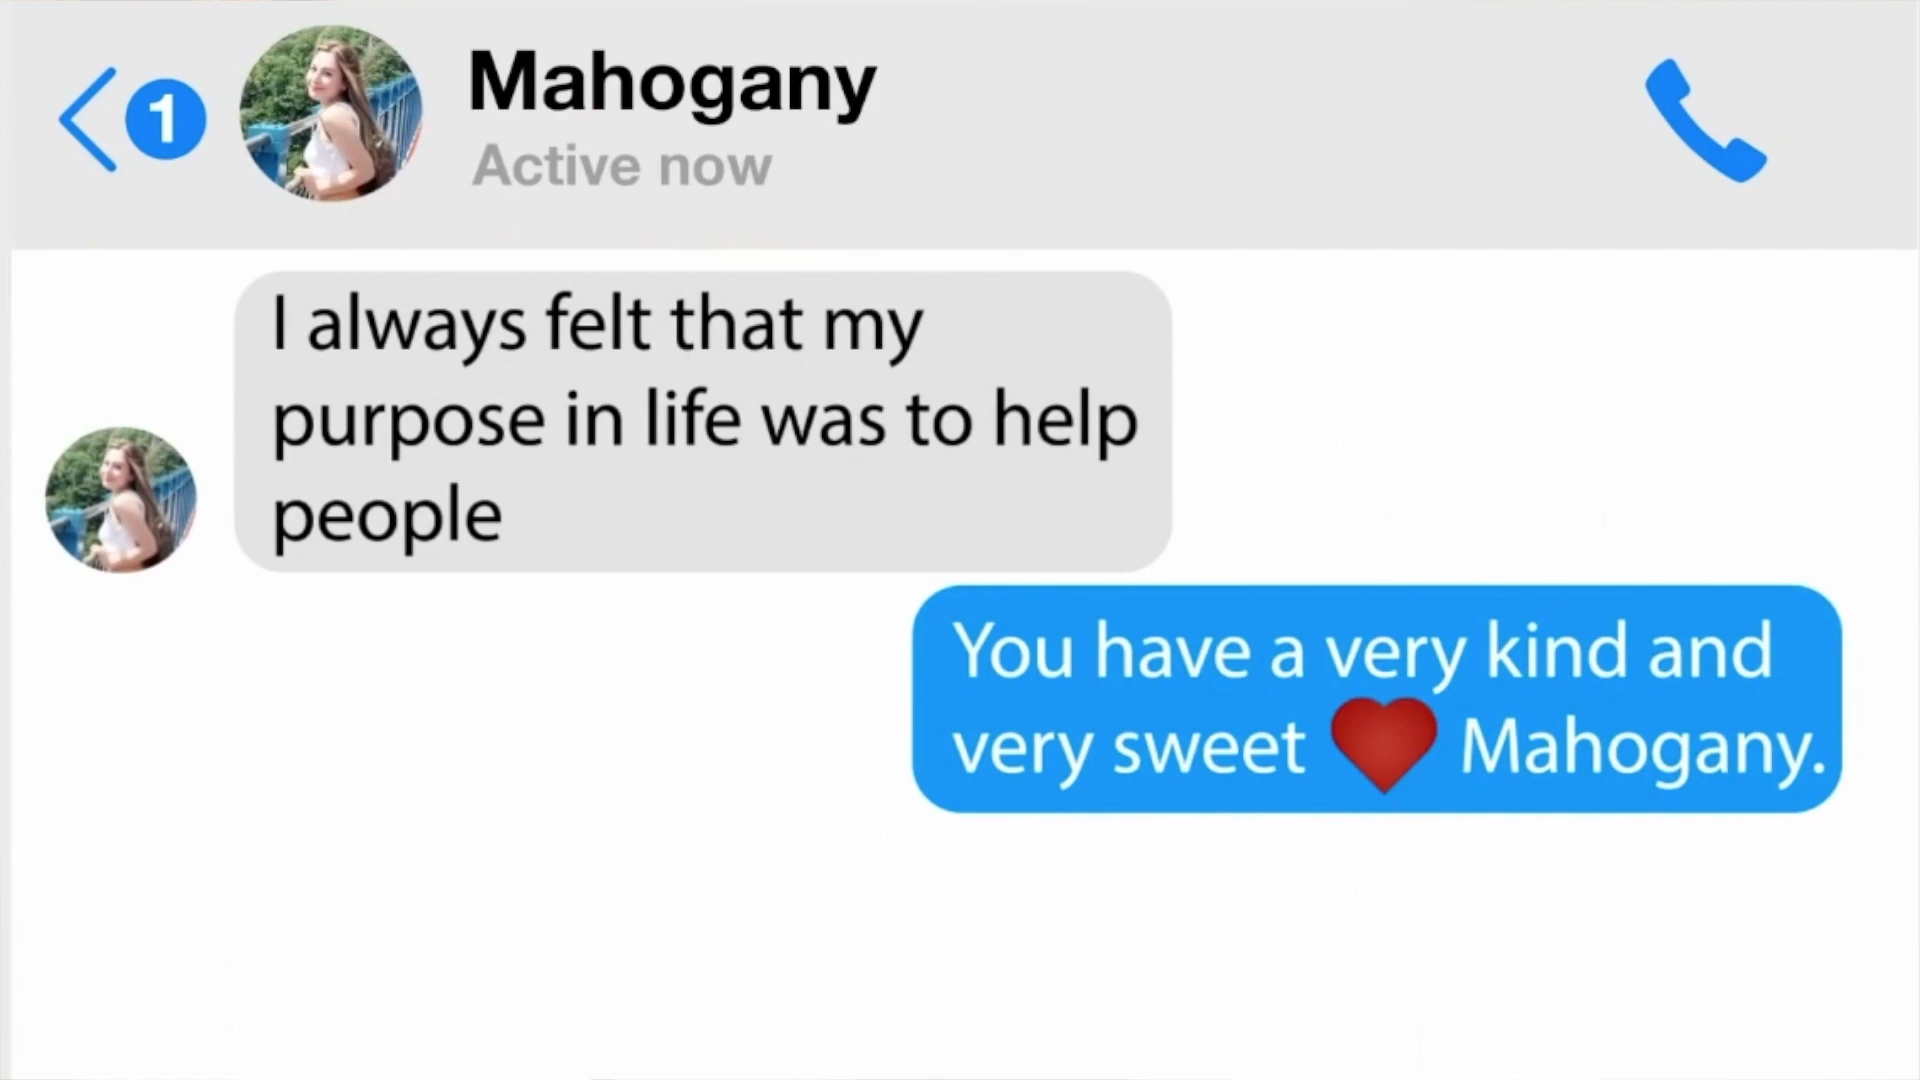 1
Mahogany
Active now
I always felt that my
purpose in life was to help
people
You have a very kind and
very sweet ❤ Mahogany.